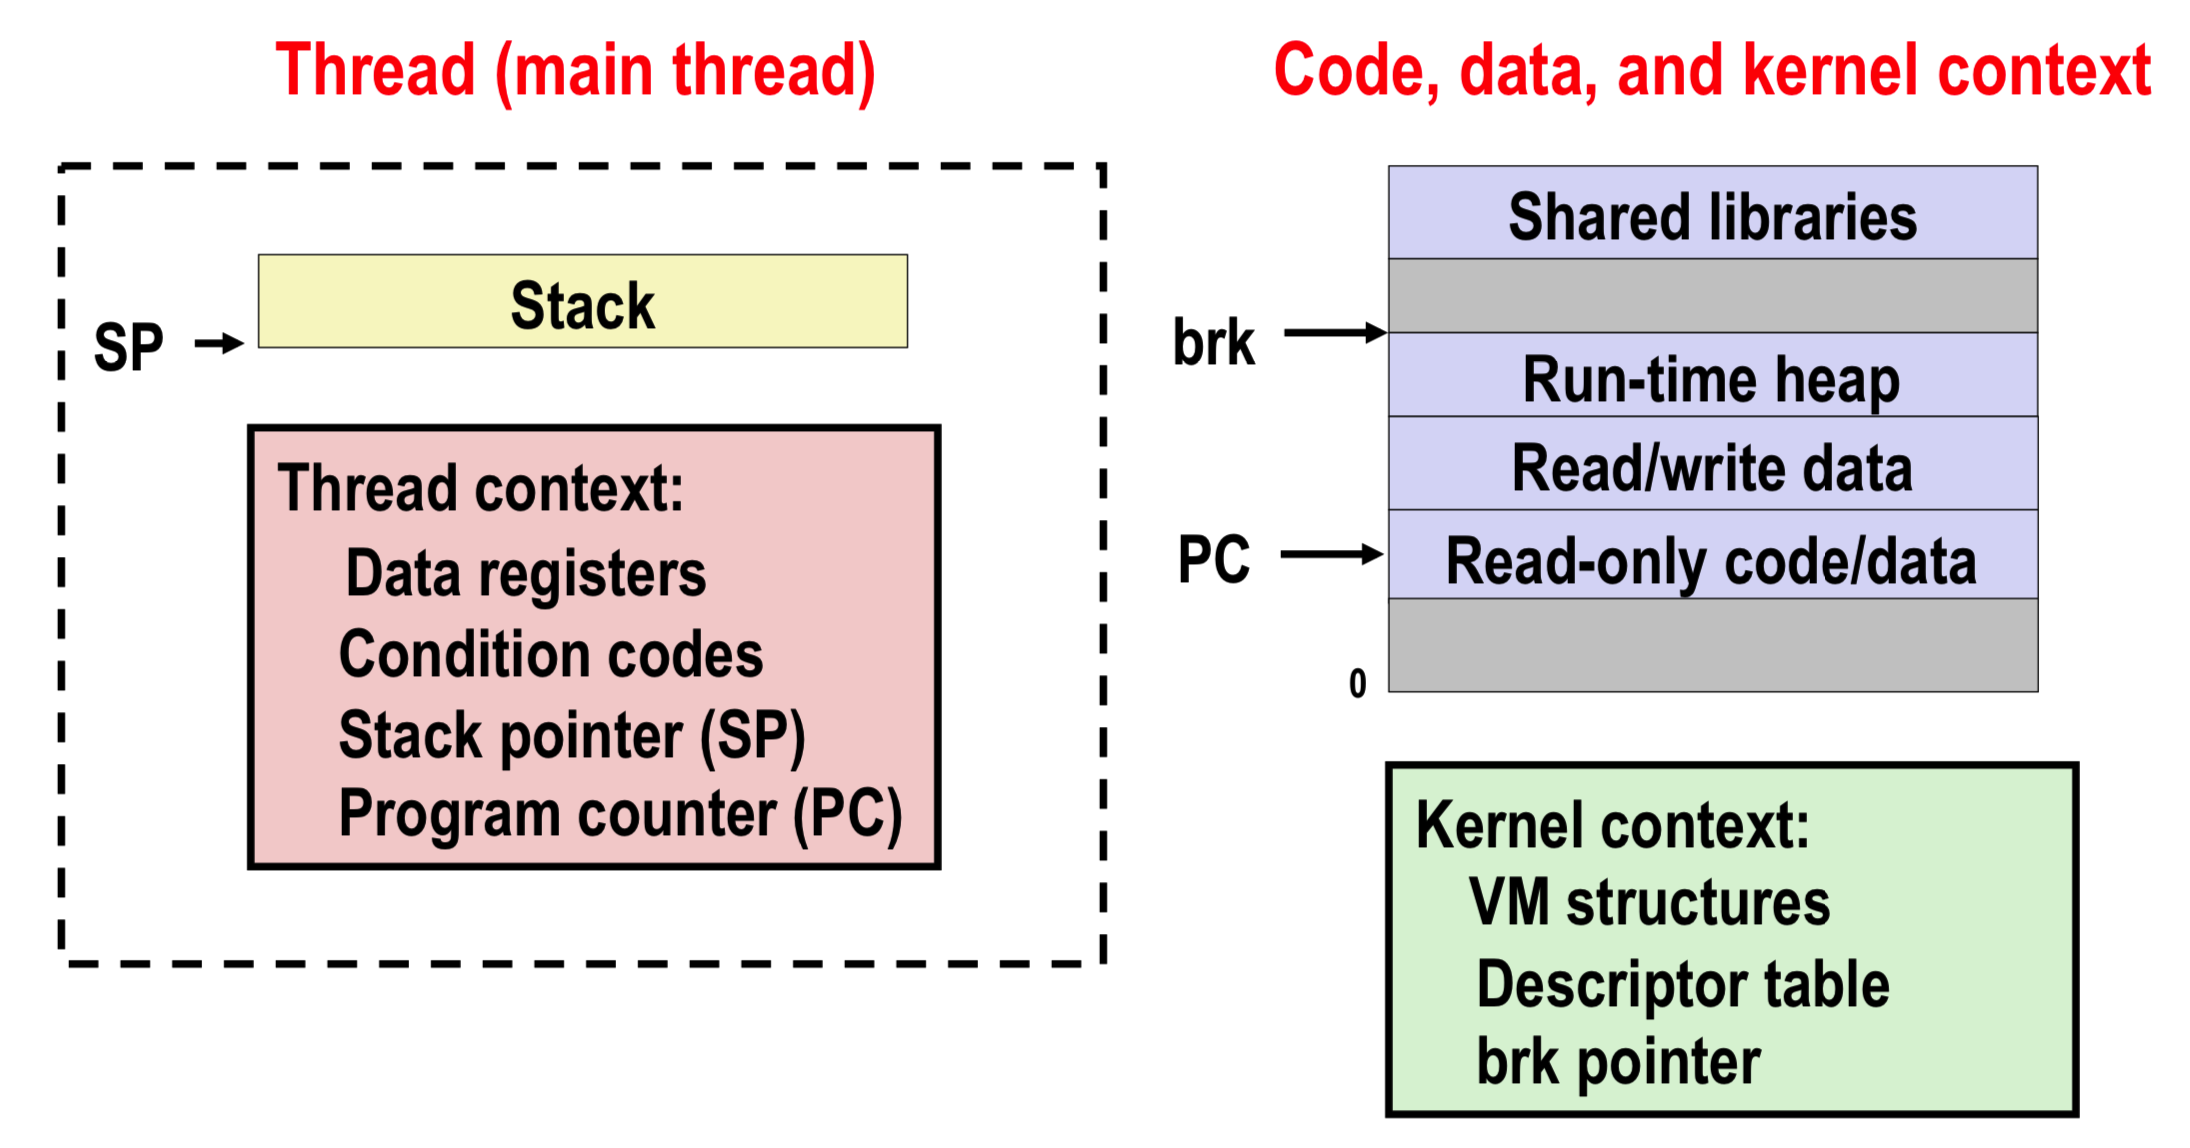 Thread (main thread)
Stack
SP
Thread context:
Data registers
Condition codes
Stack pointer (SP)
Program counter (PC)
Code, data, and kernel context
Shared libraries
brk
Run-time heap
Read/write data
PC
Read-only code/data
0
Kernel context:
VM structures
Descriptor table
brk pointer